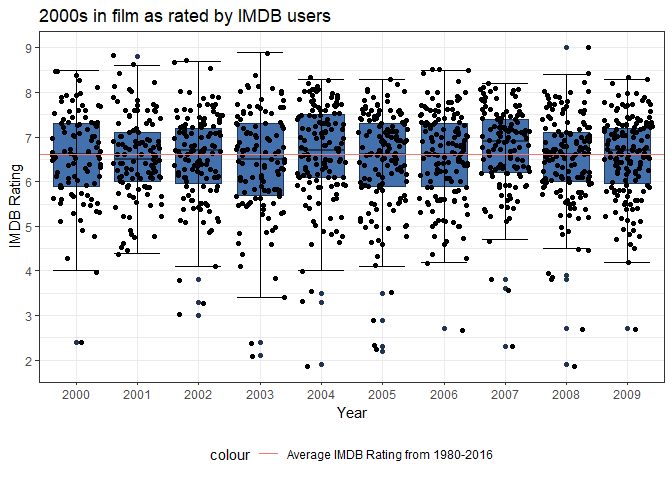 2000s in film as rated by IMDB users
IMDB Rating
9
8
7
6
5
4
3
2
2000 2001 2002 2003 2004 2005 2006 2007 2008 2009
Year
colour Average IMDB Rating from 1980-2016